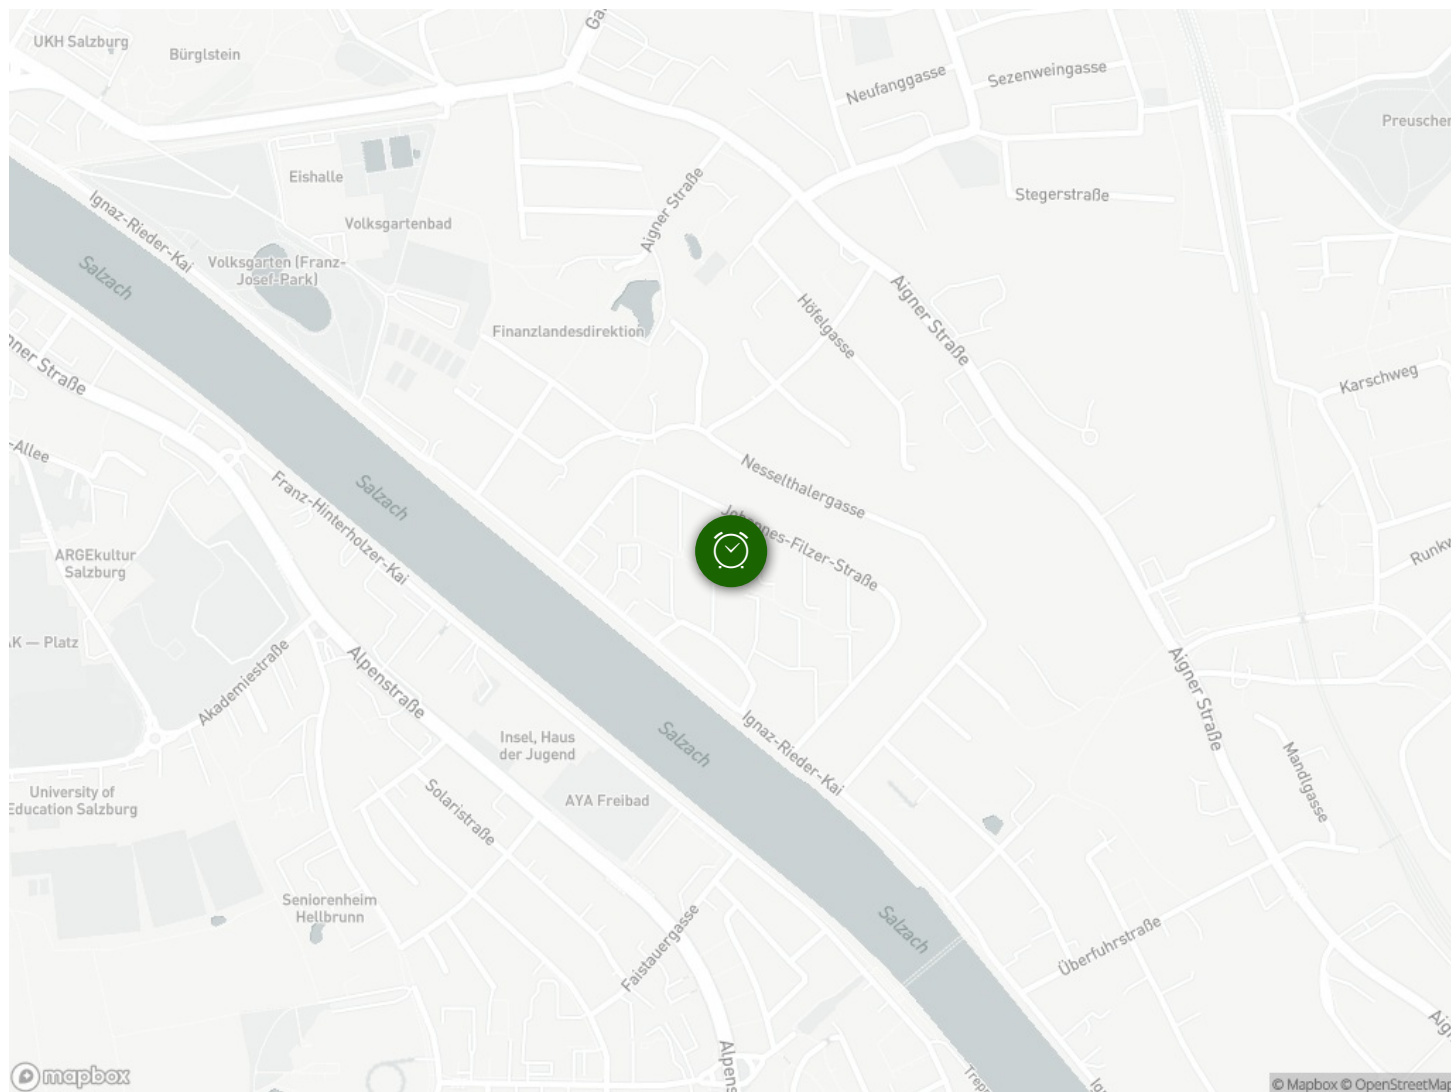 UKH Salzburg
Bürglstein
Neufanggasse
Sezenweingasse
Eishalle
Ignaz-Rieder-Kai
Volksgartenbad
Aigner Straße
Stegerstraße
Salzach
Volksgarten (Franz-
Josef-Park)
Finanzlandesdirektion
Höfelgasse
Aigner Straße
Karschweg
ner Straße
-Allee
Salzach
Franz-Hinterholzer-Kai
Nesselthalergasse
Johannes-Filzer-Straße
ARGEkultur
Salzburg
AK — Platz
Akademiestraße
Alpenstraße
Aigner Straße
Insel, Haus
der Jugend
Salzach
Ignaz-Rieder-Kai
Mandlgasse
University of
Education Salzburg
Solaristraße
AYA Freibad
Seniorenheim
Hellbrunn
Faistauergasse
Salzach
Überfuhrstraße
mapbox
© Mapbox © OpenStreetMap